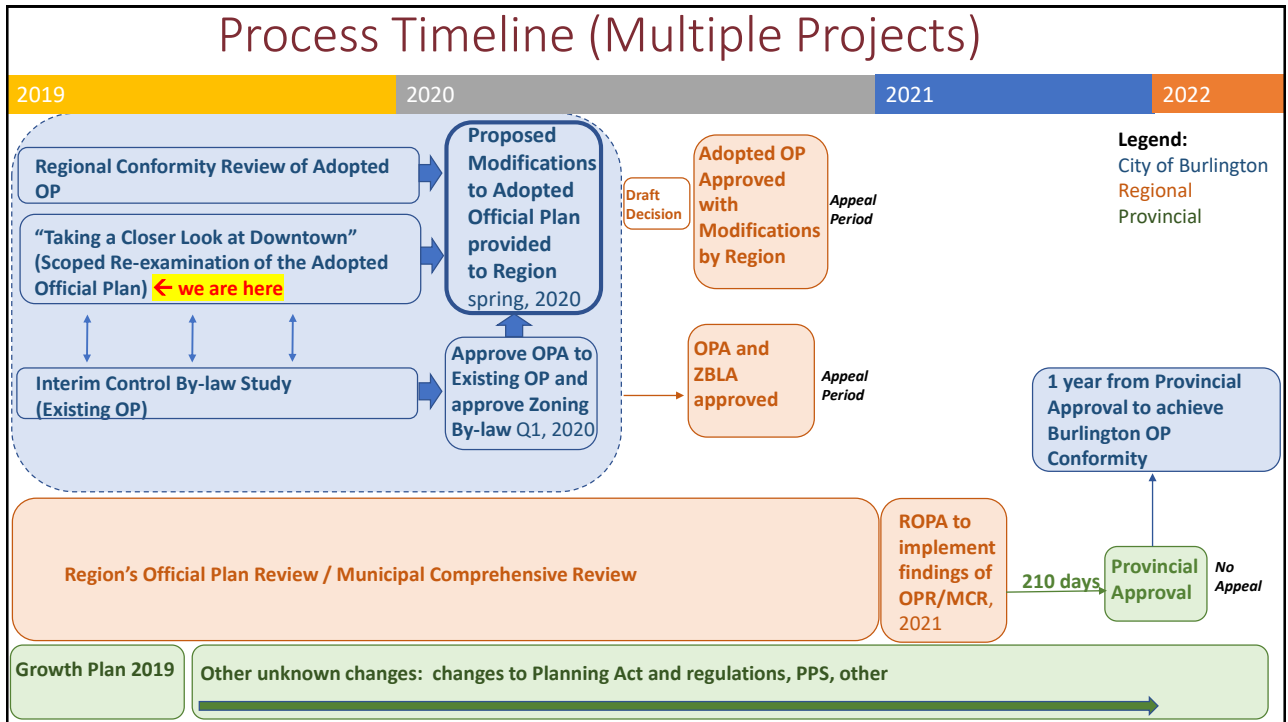 Process Timeline (Multiple Projects)
2019
2020
2021
2022
Regional Conformity Review of Adopted
OP
“Taking a Closer Look at Downtown”
(Scoped Re-examination of the Adopted
Official Plan) ← we are here
Interim Control By-law Study
(Existing OP)
Proposed
Modifications
to Adopted
Official Plan
provided
to Region
spring, 2020
Approve OPA to
Existing OP and
approve Zoning
By-law Q1, 2020
Draft
Decision
Adopted OP
Approved
with
Modifications
by Region
Appeal
Period
OPA and
ZBLA
approved
Appeal
Period
Legend:
City of Burlington
Regional
Provincial
1 year from Provincial
Approval to achieve
Burlington OP
Conformity
Region’s Official Plan Review / Municipal Comprehensive Review
ROPA to
implement
findings of
OPR/MCR,
2021
210 days
Provincial
Approval
No
Appeal
Growth Plan 2019
Other unknown changes: changes to Planning Act and regulations, PPS, other